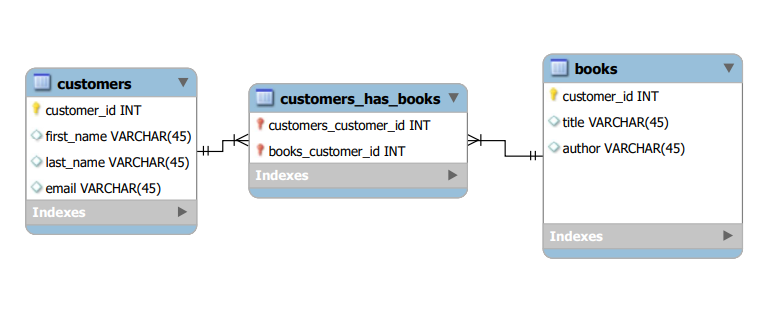 customers
customer_id INT
first_name VARCHAR(45)
last_name VARCHAR(45)
email VARCHAR(45)
Indexes
customers_has_books
customers_customer_id INT
books_customer_id INT
Indexes
books
customer_id INT
title VARCHAR(45)
author VARCHAR(45)
Indexes